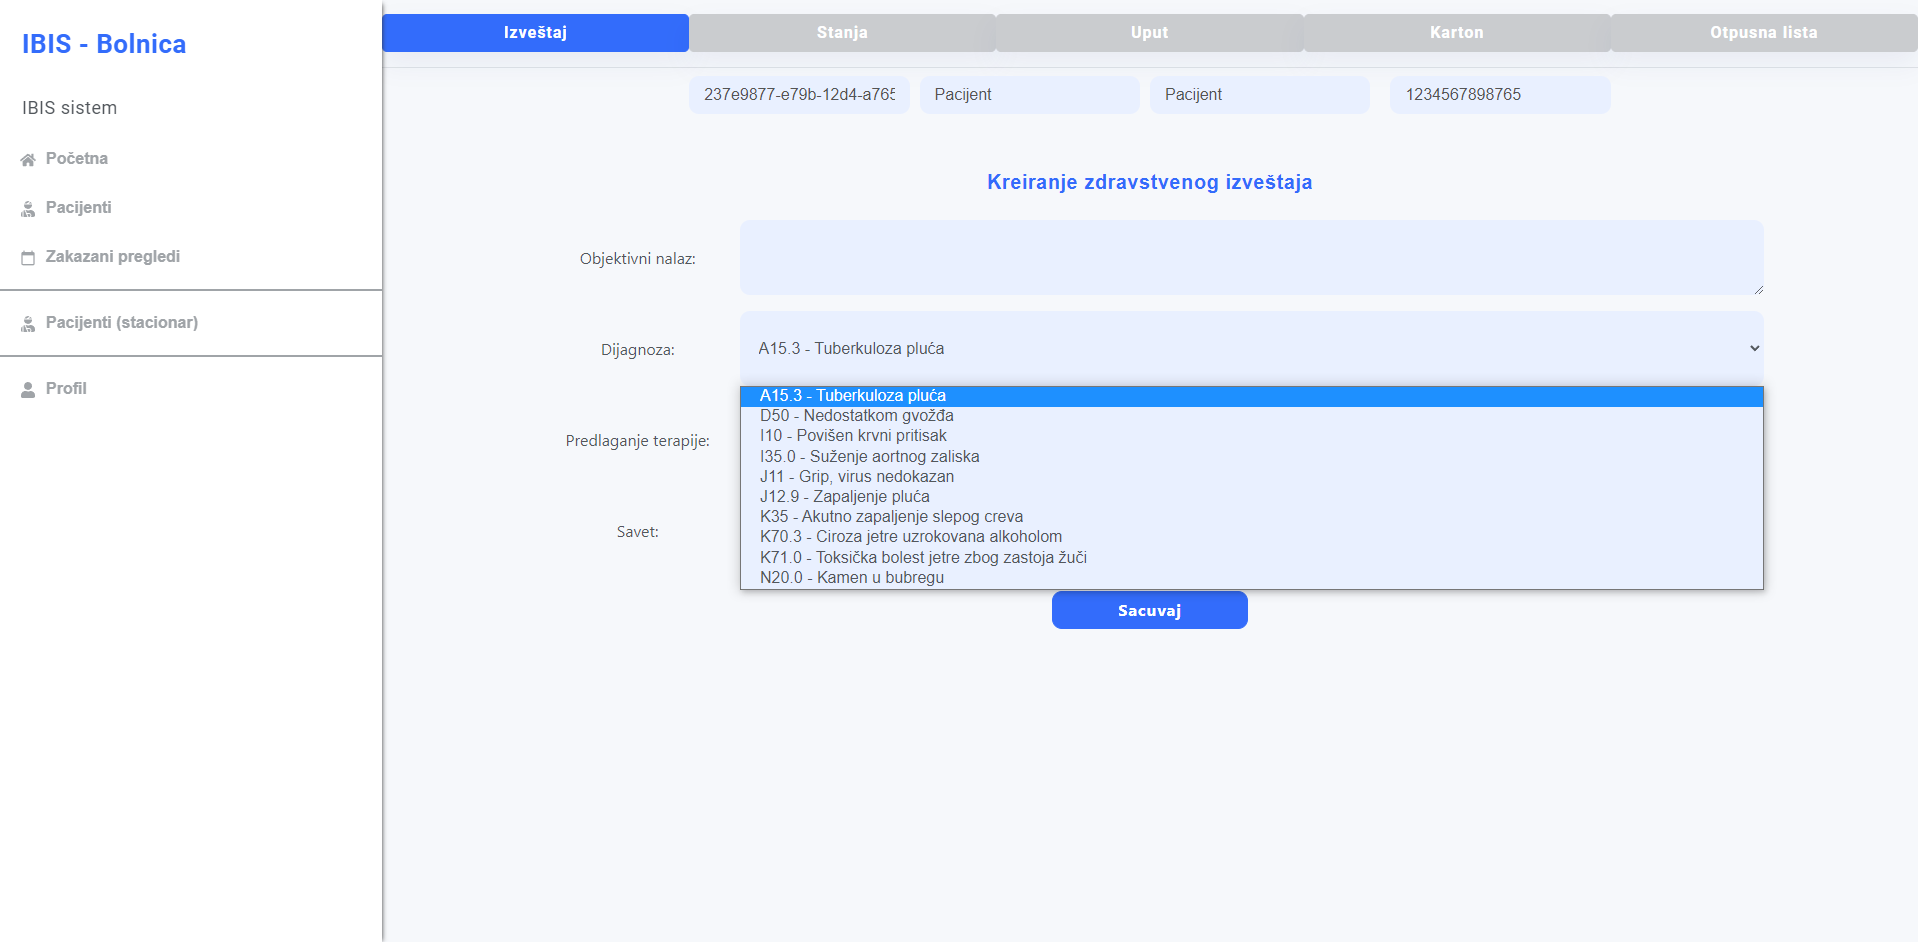 IBIS - Bolnica
IBIS sistem
Početna
Pacijenti
Zakazani pregledi
Pacijenti (stacionar)
Profil
Izveštaj
Stanja
Uput
Karton
Otpusna lista
237e9877-e79b-12d4-a765
Pacijent
Pacijent
1234567898765
Kreiranje zdravstvenog izveštaja
Objektivni nalaz:
Dijagnoza:
A15.3 - Tuberkuloza pluća
A15.3 - Tuberkuloza pluća
D50 - Nedostatkom gvožđa
I10 - Povišen krvni pritisak
I35.0 - Suženje aortnog zaliska
J11 - Grip, virus nedokazan
J12.9 - Zapaljenje pluća
K35 - Akutno zapaljenje slepog creva
K70.3 - Ciroza jetre uzrokovana alkoholom
K71.0 - Toksička bolest jetre zbog zastoja žuči
N20.0 - Kamen u bubregu
Predlaganje terapije:
Savet:
Sacuvaj